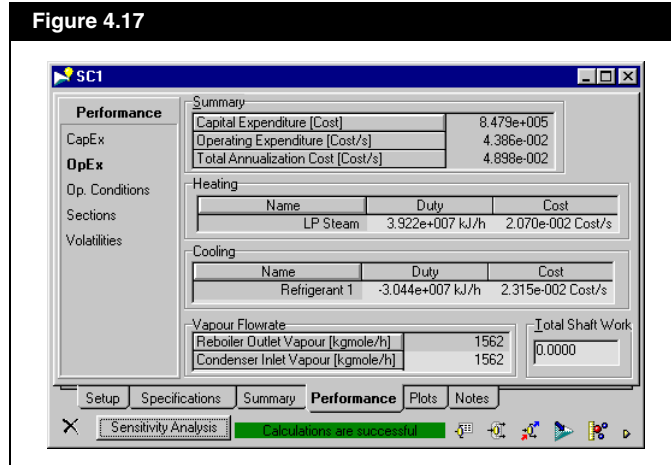 Figure 4.17
SC1
Performance
CapEx
OpEx
Op. Conditions
Sections
Volatilities
Summary
Capital Expenditure [Cost] 8.479e+005
Operating Expenditure [Cost/s] 4.386e-002
Total Annualization Cost [Cost/s] 4.898e-002
Heating
Name Duty Cost
LP Steam 3.922e+007 kJ/h 2.070e-002 Cost/s
Cooling
Name Duty Cost
Refrigerant 1 -3.044e+007 kJ/h 2.315e-002 Cost/s
Vapour Flowrate
Reboiler Outlet Vapour [kgmole/h] 1562
Condenser Inlet Vapour [kgmole/h] 1562
Total Shaft Work
0.0000
Setup Specifications Summary Performance Plots Notes
Sensitivity Analysis Calculations are successful